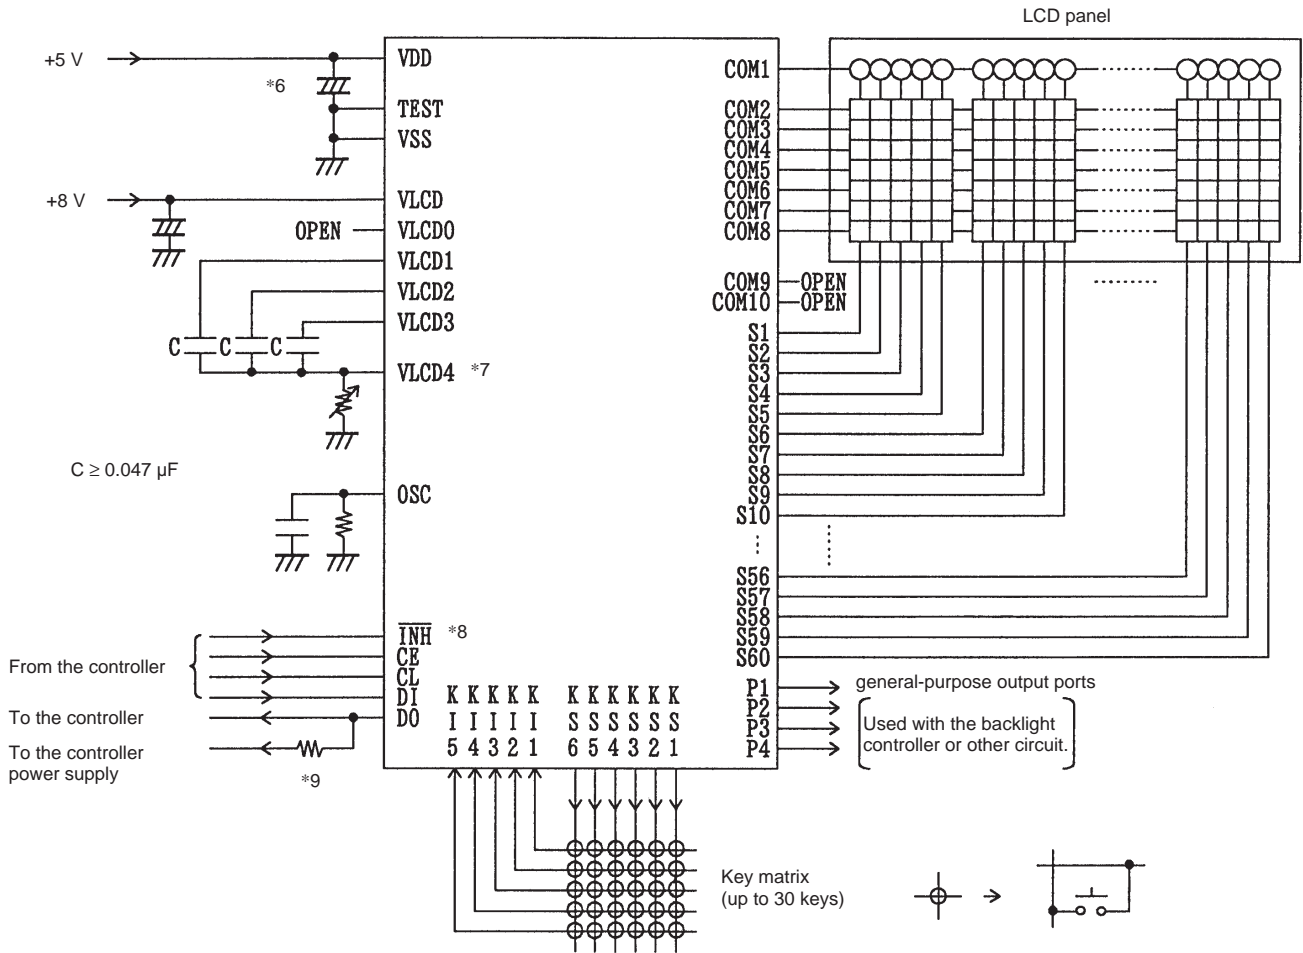 LCD panel
+5 V
*6
VDD
TEST
VSS
+8 V
VLCD
OPEN
VLCD0
VLCD1
VLCD2
VLCD3
C
C
C
VLCD4 *7
C ≥ 0.047 µF
OSC
INH *8
CE
CL
DI
DO
From the controller
To the controller
To the controller
power supply
*9
COM1
COM2
COM3
COM4
COM5
COM6
COM7
COM8
COM9
OPEN
COM10
OPEN
S1
S2
S3
S4
S5
S6
S7
S8
S9
S10
S56
S57
S58
S59
S60
P1
P2
P3
P4
general-purpose output ports
Used with the backlight
controller or other circuit.
K K K K K K K K K K K
I I I I I S S S S S S
5 4 3 2 1 6 5 4 3 2 1
Key matrix
(up to 30 keys)